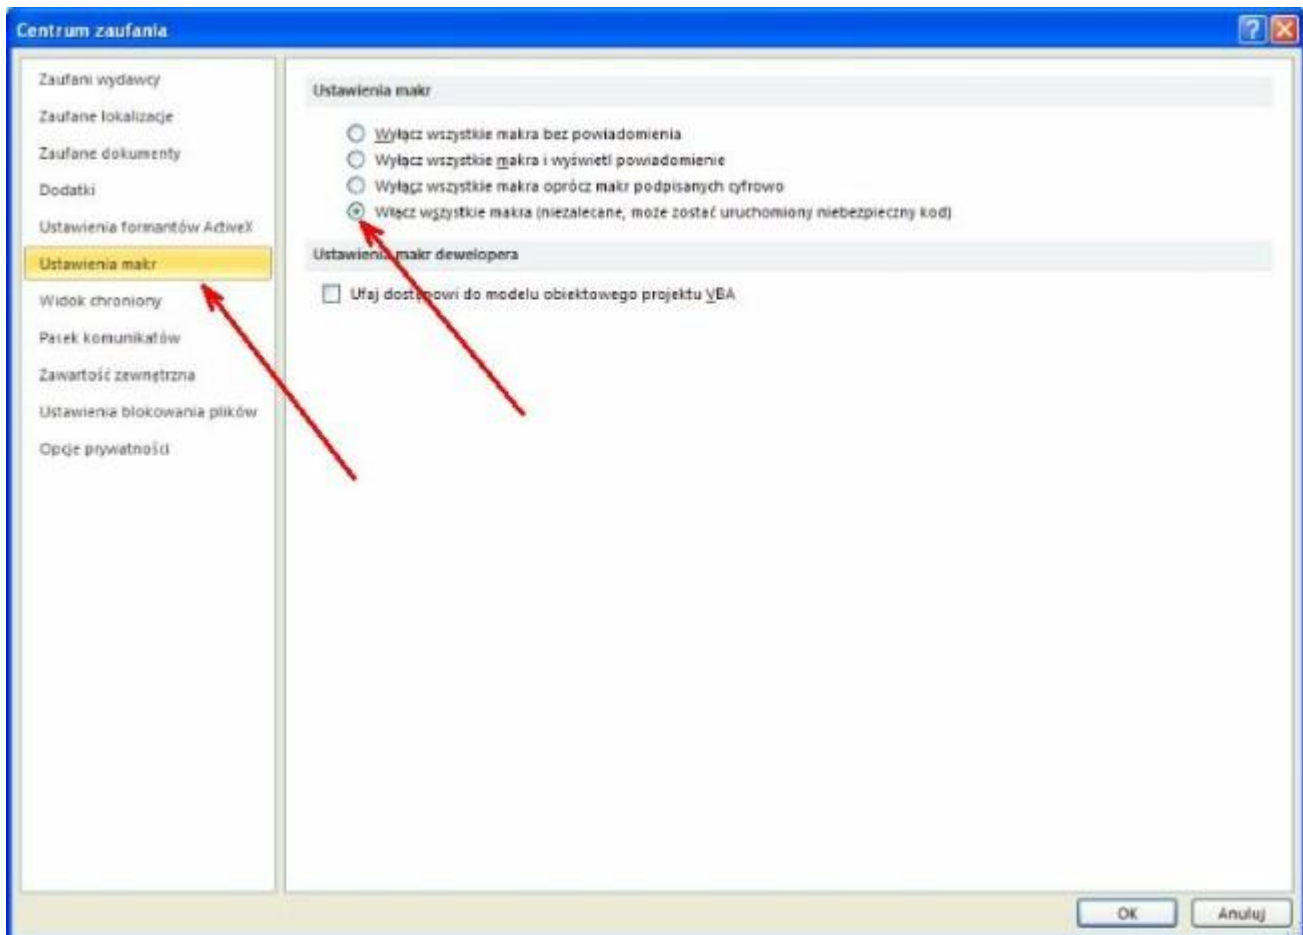 Centrum zaufania
Zaufani wydawcy
Zaufane lokalizacje
Zaufane dokumenty
Dodatki
Ustawienia formantów ActiveX
Ustawienia makr
Widok chroniony
Pasek komunikatów
Zawartość zewnętrzna
Ustawienia blokowania plików
Opcje prywatności
Ustawienia makr
Wyłącz wszystkie makra bez powiadomienia
Wyłącz wszystkie makra i wyświetl powiadomienie
Wyłącz wszystkie makra oprócz makr podpisanych cyfrowo
Włącz wszystkie makra (niezalecane, może zostać uruchomiony niebezpieczny kod)
Ustawienia makr dewelopera
Ufaj dostępowi do modelu obiektowego projektu VBA
OK
Anuluj